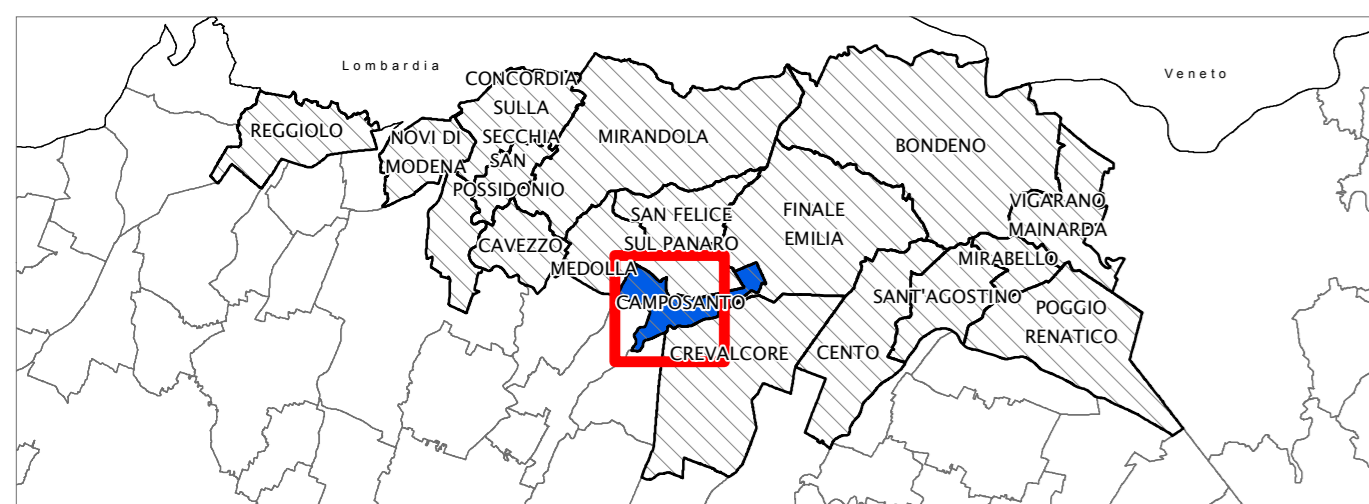 Lombardia
Veneto
CONCORDIA
SULLA
SECCHIA
REGGIOLO
NOVI DI
MODENA
SAN
POSSIDONIO
MIRANDOLA
BONDENO
CAVEZZO
SAN FELICE
SUL PANARO
FINALE
EMILIA
VIGARANO
MAINARDA
MIRABELLO
MEDOLLA
CAMPOSANTO
SANT'AGOSTINO
POGGIO
RENATICO
CREVALCORE
CENTO